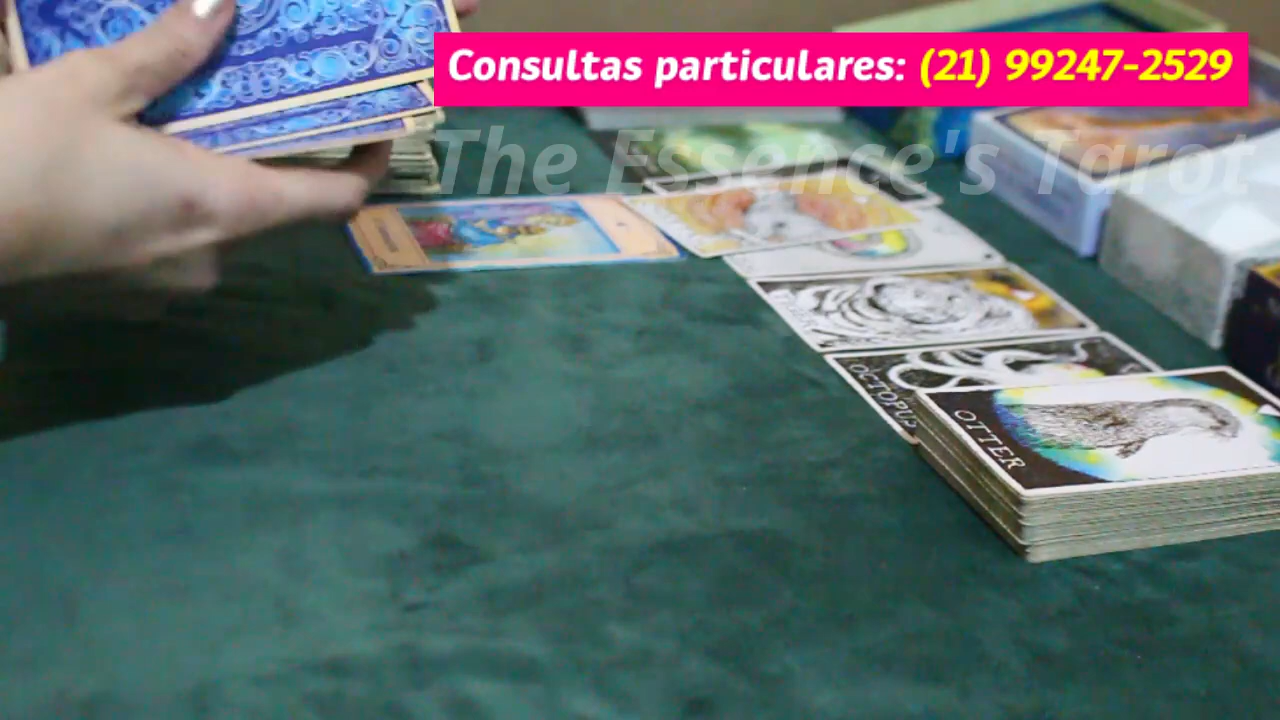 Consultas particulares: (21) 99247-2529
The Essence's Tarot
OCTOPUS
OTTER